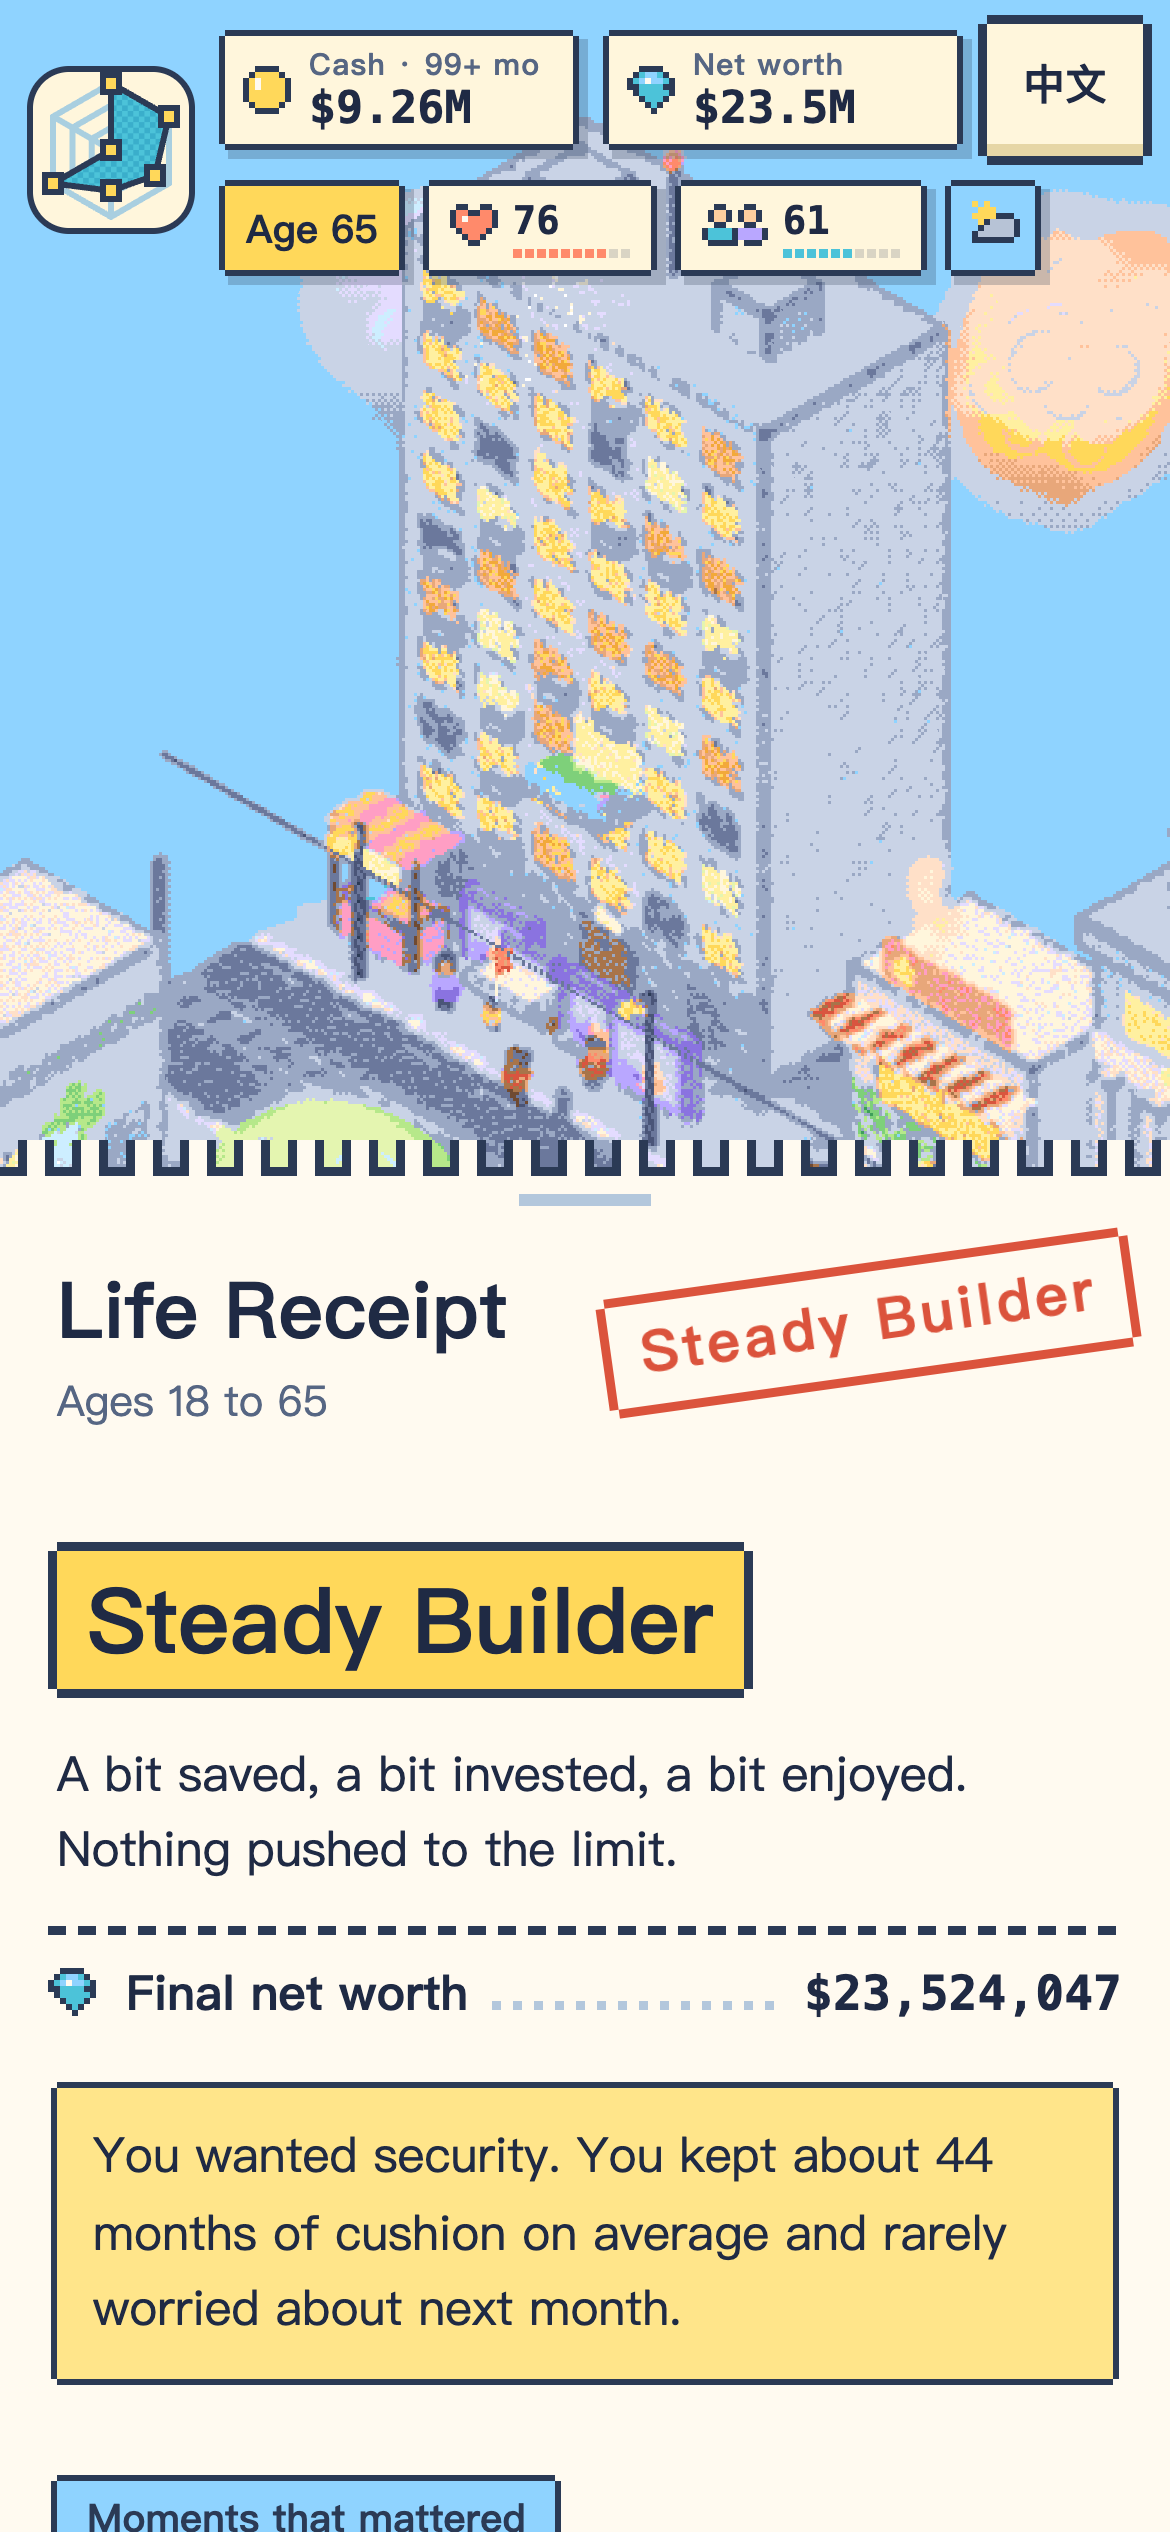 Cash · 99+ mo
$9.26M
Net worth
$23.5M
中文
Age 65
76
61
Life Receipt
Steady Builder
Ages 18 to 65
Steady Builder
A bit saved, a bit invested, a bit enjoyed.
Nothing pushed to the limit.
Final net worth $23,524,047
You wanted security. You kept about 44
months of cushion on average and rarely
worried about next month.
Moments that mattered